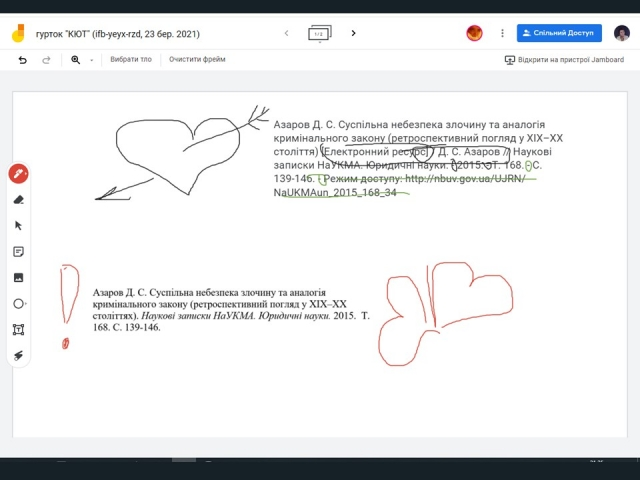 гурток "КЮТ" (ifb-yeyx-rzd, 23 бер. 2021)
1/2
Спільний Доступ
Вибрати тло
Очистити фрейм
Відкрити на пристрої Jamboard
Азаров Д. С. Суспільна небезпека злочину та аналогія
кримінального закону (ретроспективний погляд у XIX–XX
століття) [Електронний ресурс] / Д. С. Азаров // Наукові
записки НаУКМА. Юридичні науки. - 2015. - Т. 168. - С.
139-146. - Режим доступу: http://nbuv.gov.ua/UJRN/
NaUKMAun_2015_168_34
Азаров Д. С. Суспільна небезпека злочину та аналогія
кримінального закону (ретроспективний погляд у XIX–XX
століттях). Наукові записки НаУКМА. Юридичні науки. 2015. Т.
168. С. 139-146.